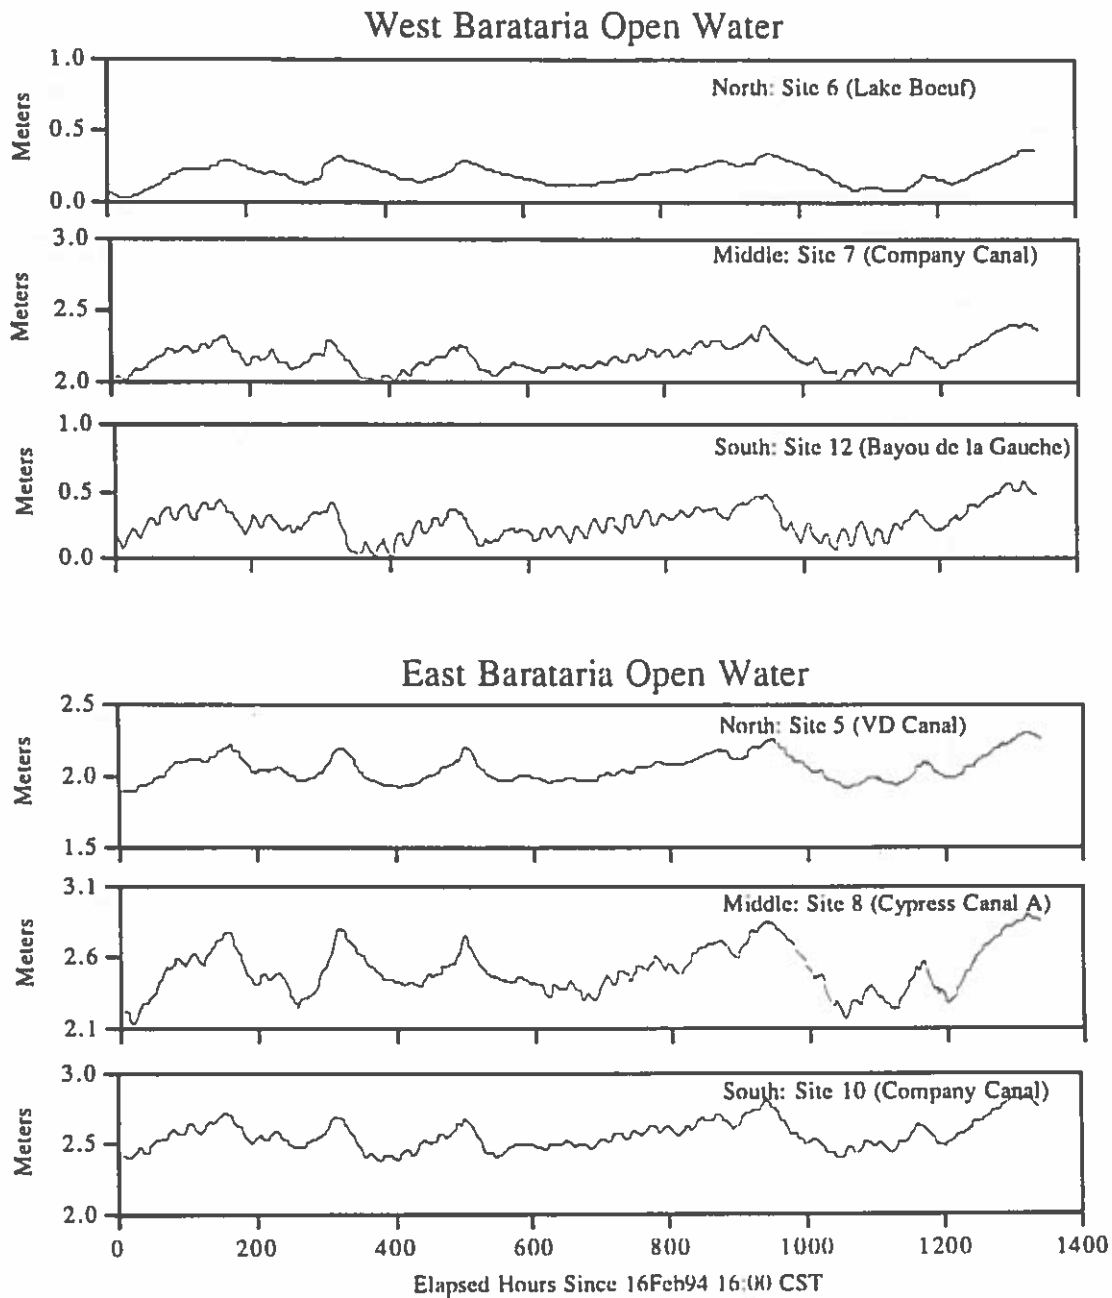 West Barataria Open Water
North: Site 6 (Lake Boeuf)
Meters
1.0
0.5
0.0
Middle: Site 7 (Company Canal)
Meters
3.0
2.5
2.0
South: Site 12 (Bayou de la Gauche)
Meters
1.0
0.5
0.0
East Barataria Open Water
North: Site 5 (VD Canal)
Meters
2.5
2.0
1.5
Middle: Site 8 (Cypress Canal A)
Meters
3.1
2.6
2.1
South: Site 10 (Company Canal)
Meters
3.0
2.5
2.0
0 200 400 600 800 1000 1200 1400
Elapsed Hours Since 16Feb94 16:00 CST